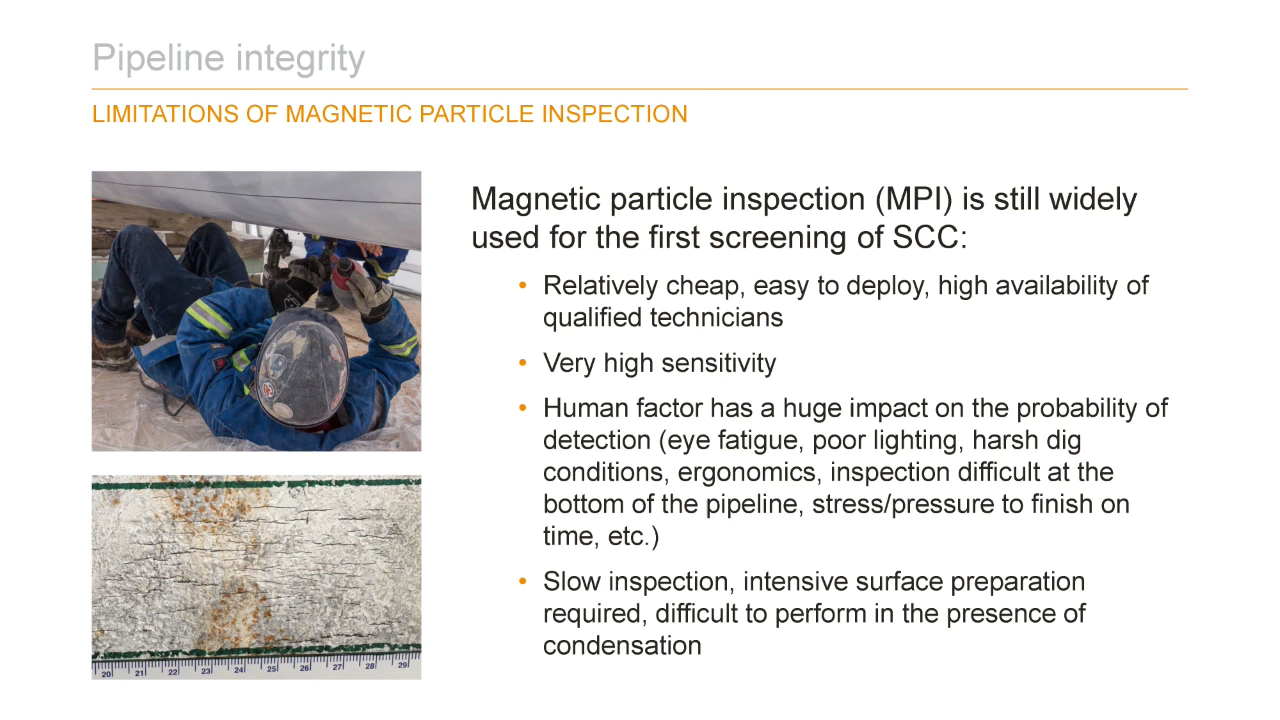 Pipeline integrity
LIMITATIONS OF MAGNETIC PARTICLE INSPECTION
Magnetic particle inspection (MPI) is still widely
used for the first screening of SCC:
• Relatively cheap, easy to deploy, high availability of
qualified technicians
• Very high sensitivity
• Human factor has a huge impact on the probability of
detection (eye fatigue, poor lighting, harsh dig
conditions, ergonomics, inspection difficult at the
bottom of the pipeline, stress/pressure to finish on
time, etc.)
• Slow inspection, intensive surface preparation
required, difficult to perform in the presence of
condensation
20 21 22 23 24 25 26 27 28 29